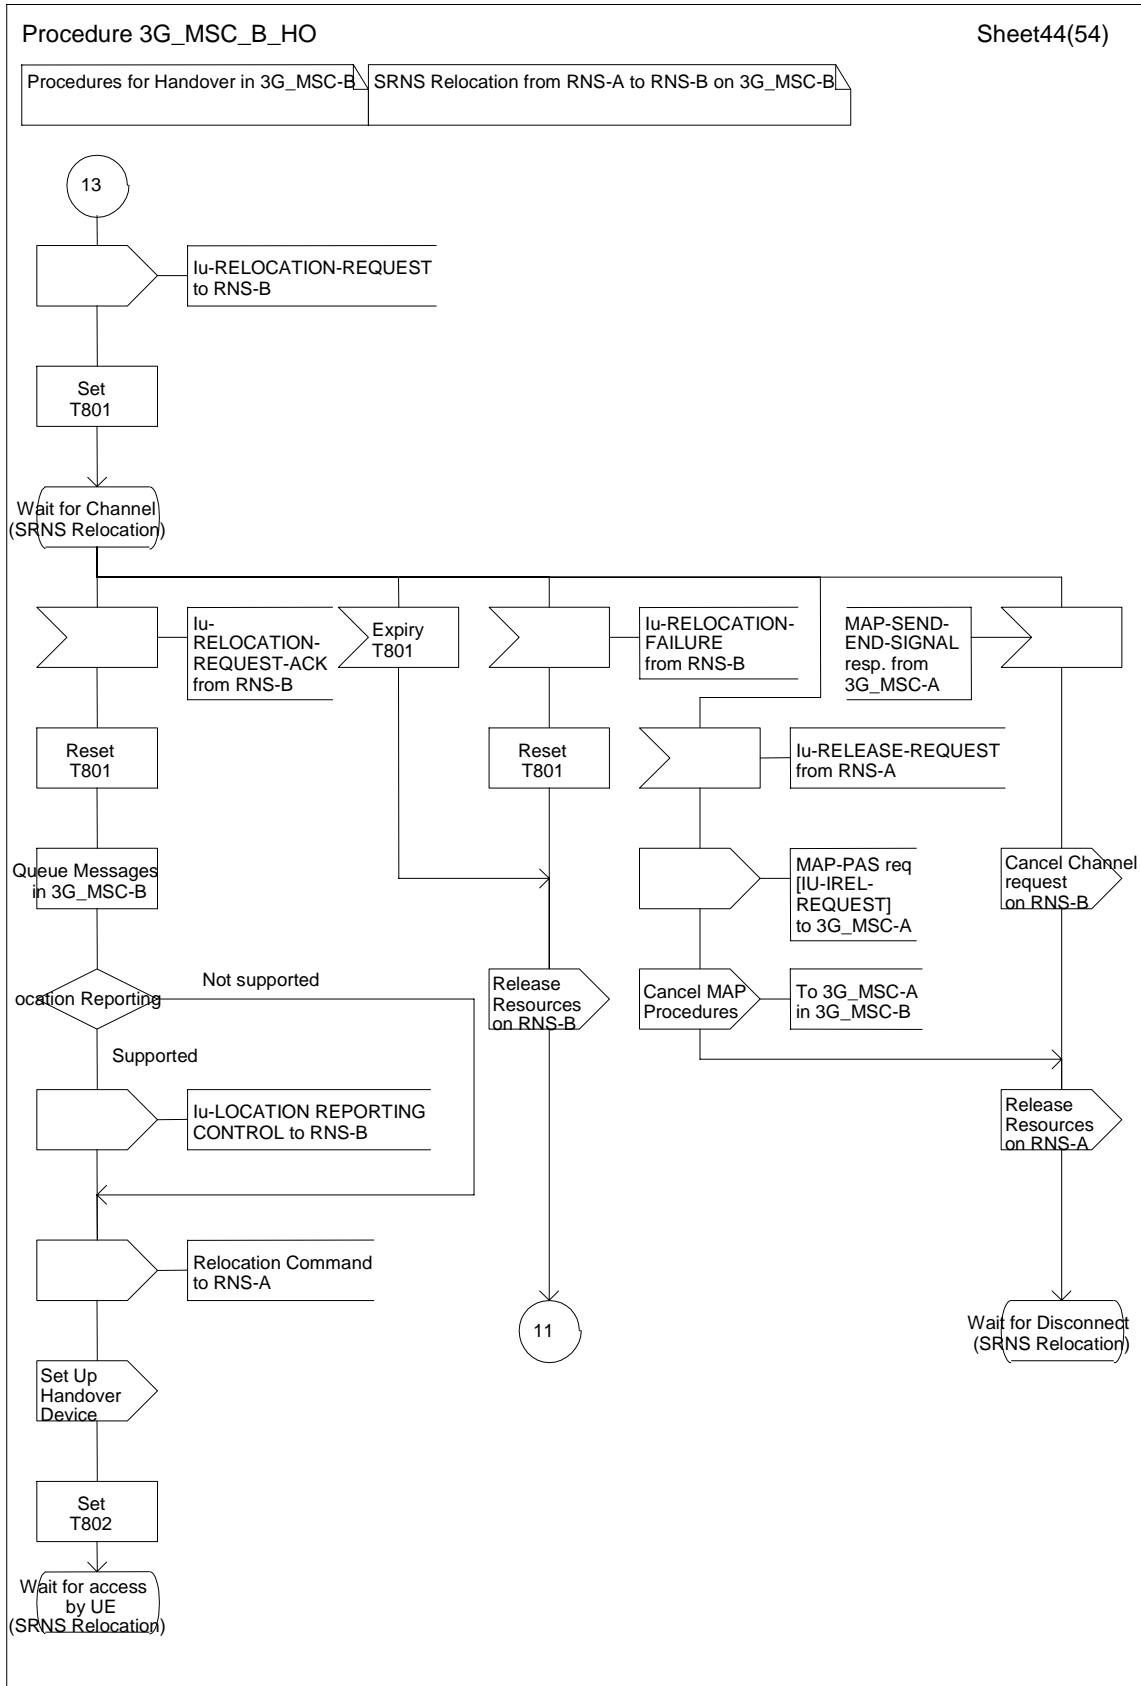 Procedure 3G_MSC_B_HO
Sheet44(54)
Procedures for Handover in 3G_MSC-B
SRNS Relocation from RNS-A to RNS-B on 3G_MSC-B
13
Iu-RELOCATION-REQUEST
to RNS-B
Set
T801
Wait for Channel
(SRNS Relocation)
Iu-
RELOCATION-
REQUEST-ACK
from RNS-B
Expiry
T801
Iu-RELOCATION-
FAILURE
from RNS-B
MAP-SEND-
END-SIGNAL
resp. from
3G_MSC-A
Reset
T801
Reset
T801
Iu-RELEASE-REQUEST
from RNS-A
Queue Messages
in 3G_MSC-B
MAP-PAS req
[IU-IREL-
REQUEST]
to 3G_MSC-A
Cancel Channel
request
on RNS-B
ocation Reporting
Not supported
Supported
Release
Resources
on RNS-B
Cancel MAP
Procedures
To 3G_MSC-A
in 3G_MSC-B
Iu-LOCATION REPORTING
CONTROL to RNS-B
Release
Resources
on RNS-A
Relocation Command
to RNS-A
11
Wait for Disconnect
(SRNS Relocation)
Set Up
Handover
Device
Set
T802
Wait for access
by UE
(SRNS Relocation)